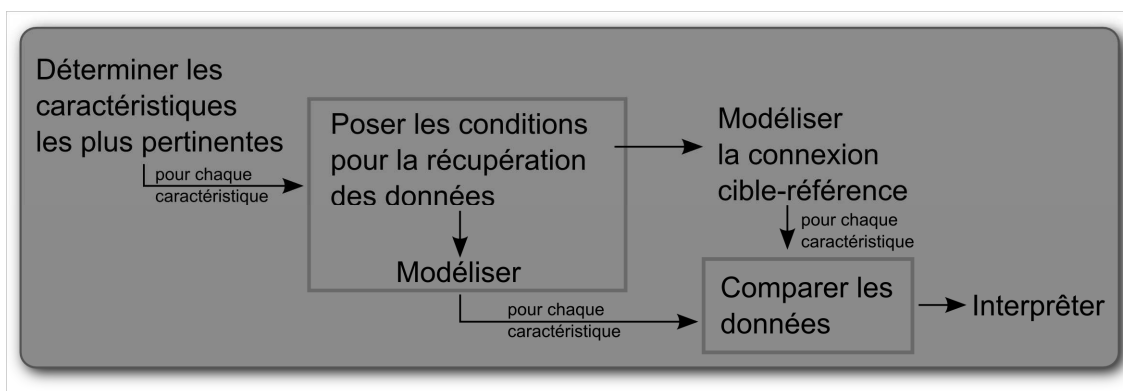 Déterminer les
caractéristiques
les plus pertinentes
pour chaque
caractéristique
Poser les conditions
pour la récupération
des données
Modéliser
pour chaque
caractéristique
Modéliser
la connexion
cible-référence
pour chaque
caractéristique
Comparer les
données
Interprêter